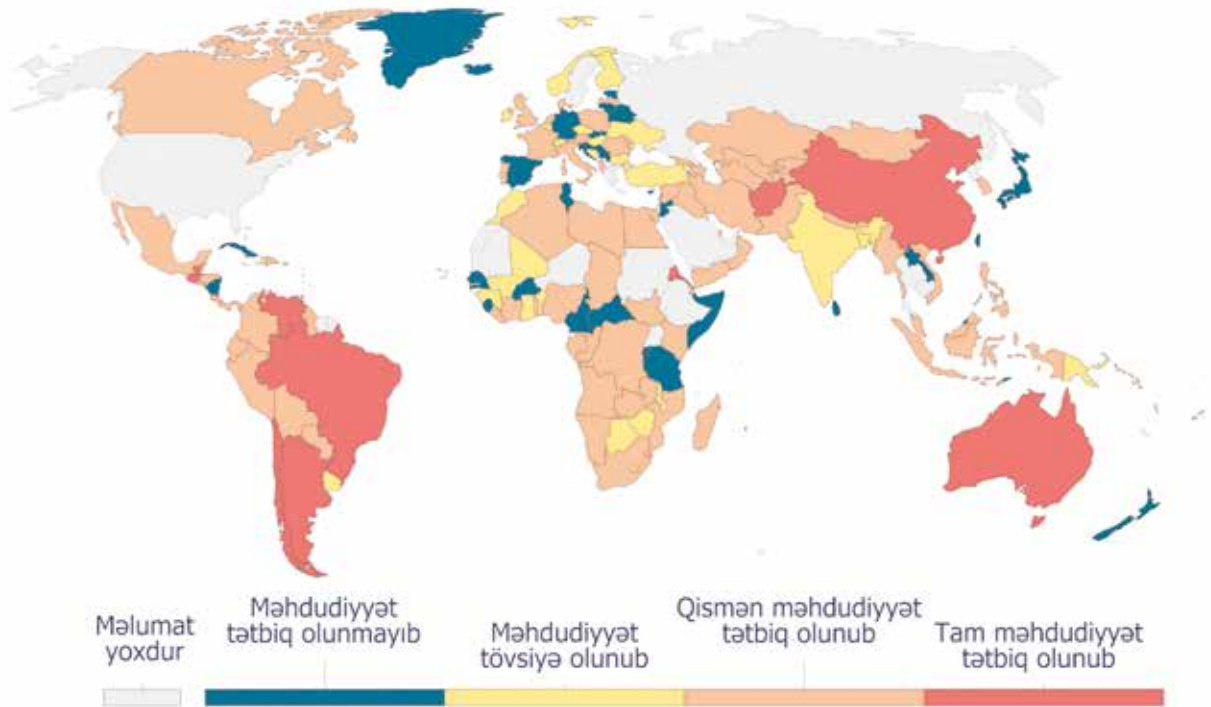 Məlumat
yoxdur
Məhdudiyyət
tətbiq olunmayıb
Məhdudiyyət
tövsiyə olunub
Qismən məhdudiyyət
tətbiq olunub
Tam məhdudiyyət
tətbiq olunub